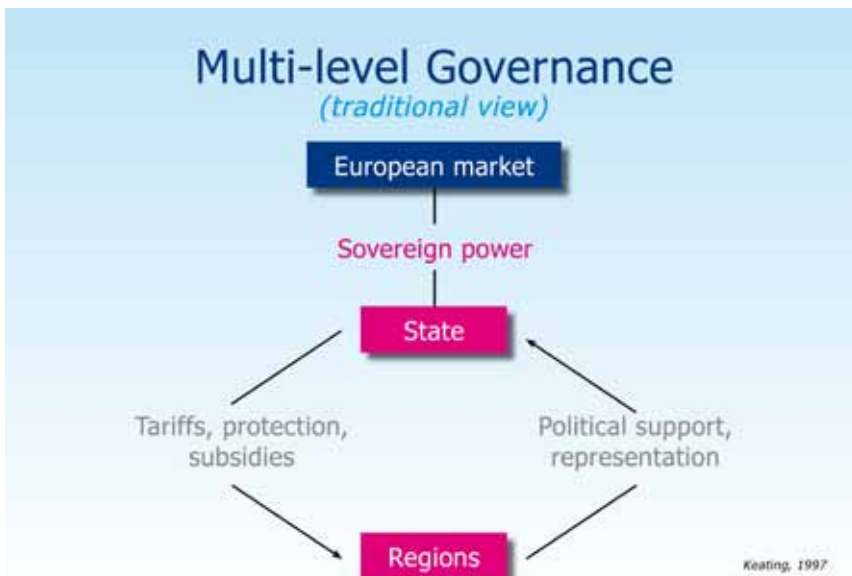 Multi-level Governance
(traditional view)
European market
Sovereign power
State
Tariffs, protection,
subsidies
Political support,
representation
Regions
Keating, 1997